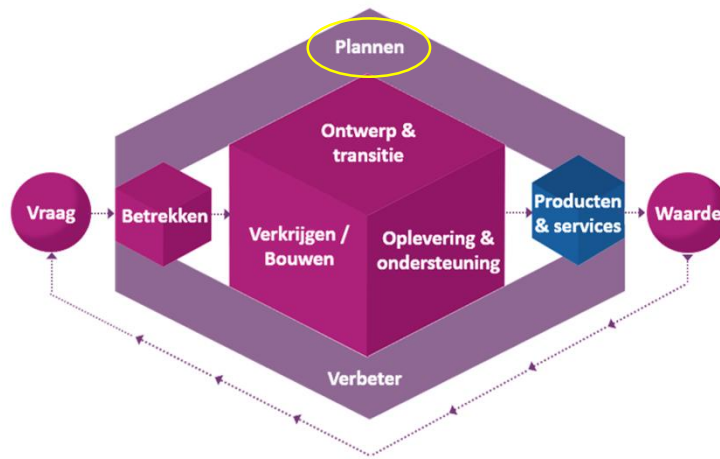 Plannen
Ontwerp &
transitie
Vraag
Betrekken
Verkrijgen /
Bouwen
Oplevering &
ondersteuning
Producten
& services
Waarde
Verbeter